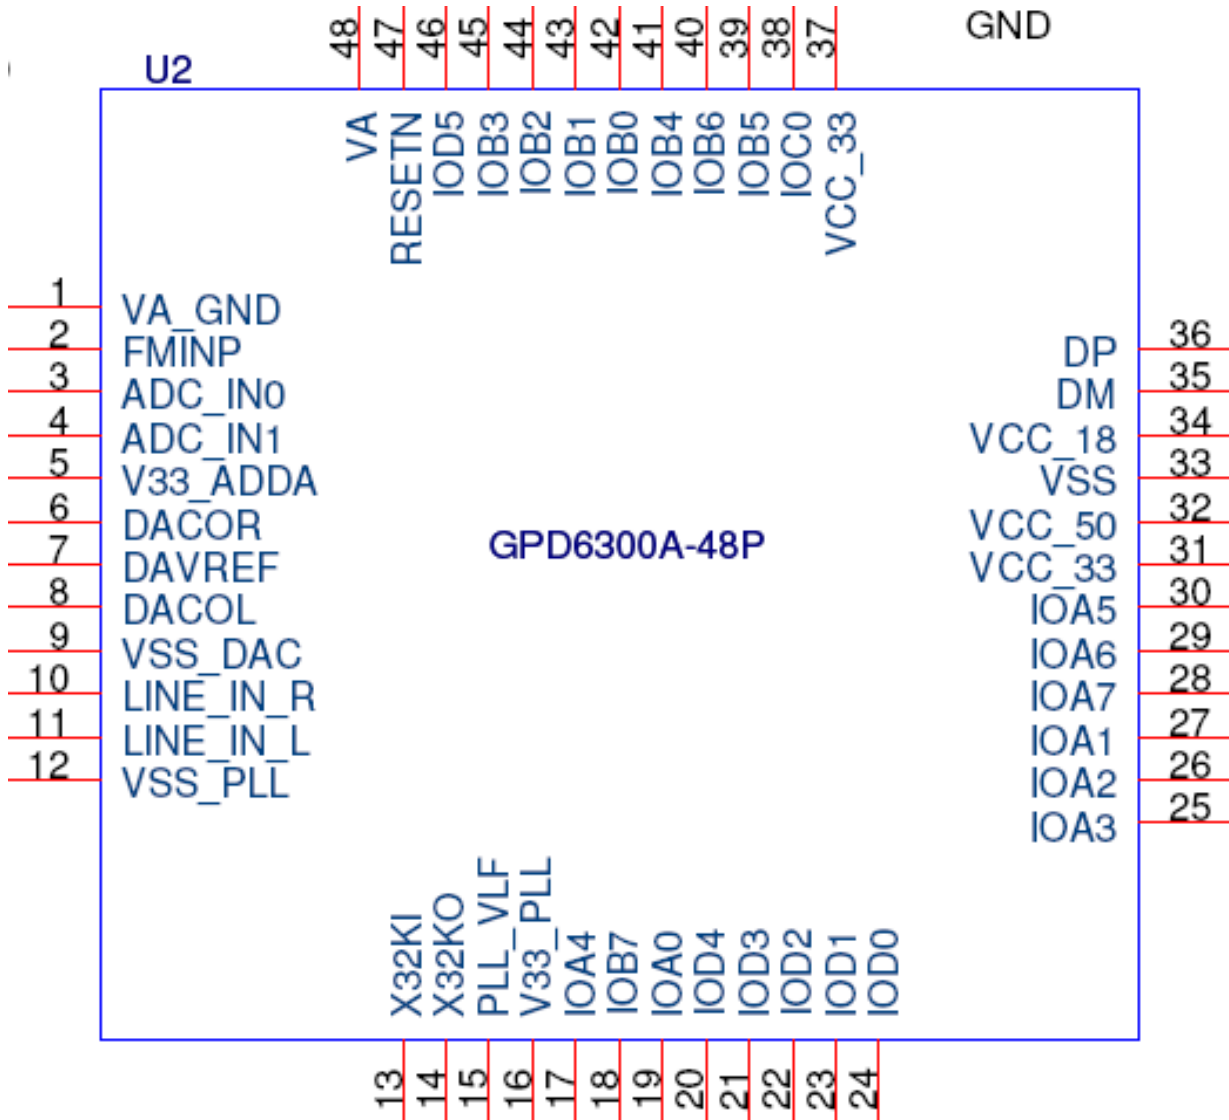 48 47 46 45 44 43 42 41 40 39 38 37
GND
U2
VA
RESETN
IOD5
IOB3
IOB2
IOB1
IOB0
IOB4
IOB6
IOB5
IOC0
VCC_33
1 VA_GND
2 FMINP
3 ADC_IN0
4 ADC_IN1
5 V33_ADDA
6 DACOR
7 DAVREF
8 DACOL
9 VSS_DAC
10 LINE_IN_R
11 LINE_IN_L
12 VSS_PLL
GPD6300A-48P
DP 36
DM 35
VCC_18 34
VSS 33
VCC_50 32
VCC_33 31
IOA5 30
IOA6 29
IOA7 28
IOA1 27
IOA2 26
IOA3 25
X32KI
X32KO
PLL_VLF
V33_PLL
IOA4
IOB7
IOA0
IOD4
IOD3
IOD2
IOD1
IOD0
13 14 15 16 17 18 19 20 21 22 23 24